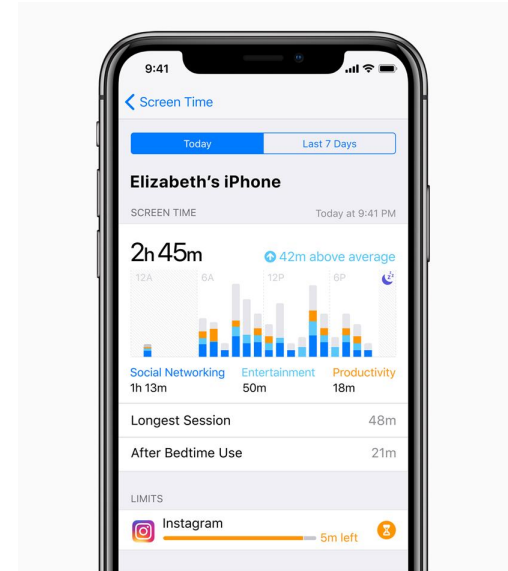 9:41
Screen Time
Today Last 7 Days
Elizabeth's iPhone
SCREEN TIME Today at 9:41 PM
2h 45m 42m above average
12A 6A 12P 6P
Social Networking Entertainment Productivity
1h 13m 50m 18m
Longest Session 48m
After Bedtime Use 21m
LIMITS
Instagram
5m left